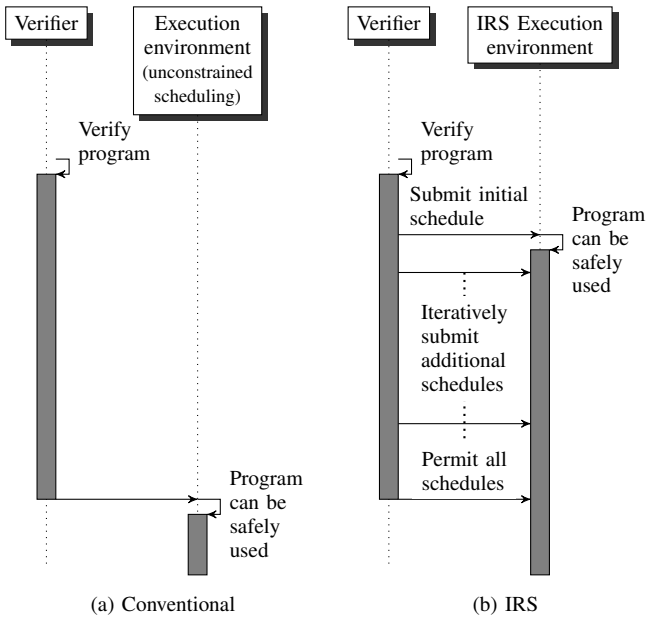 Verifier
Execution
environment
(unconstrained
scheduling)
Verify
program
Program
can be
safely
used
(a) Conventional
Verifier
IRS Execution
environment
Verify
program
Submit initial
schedule
Program
can be
safely
used
Iteratively
submit
additional
schedules
Permit all
schedules
(b) IRS